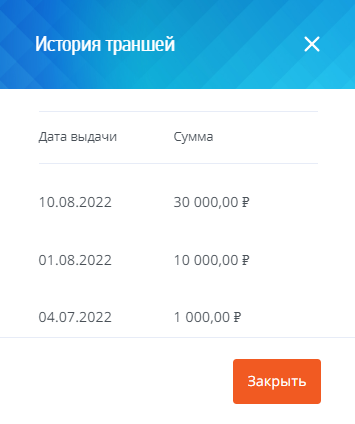 История траншей
Дата выдачи Сумма
10.08.2022 30 000,00 ₽
01.08.2022 10 000,00 ₽
04.07.2022 1 000,00 ₽
Закрыть